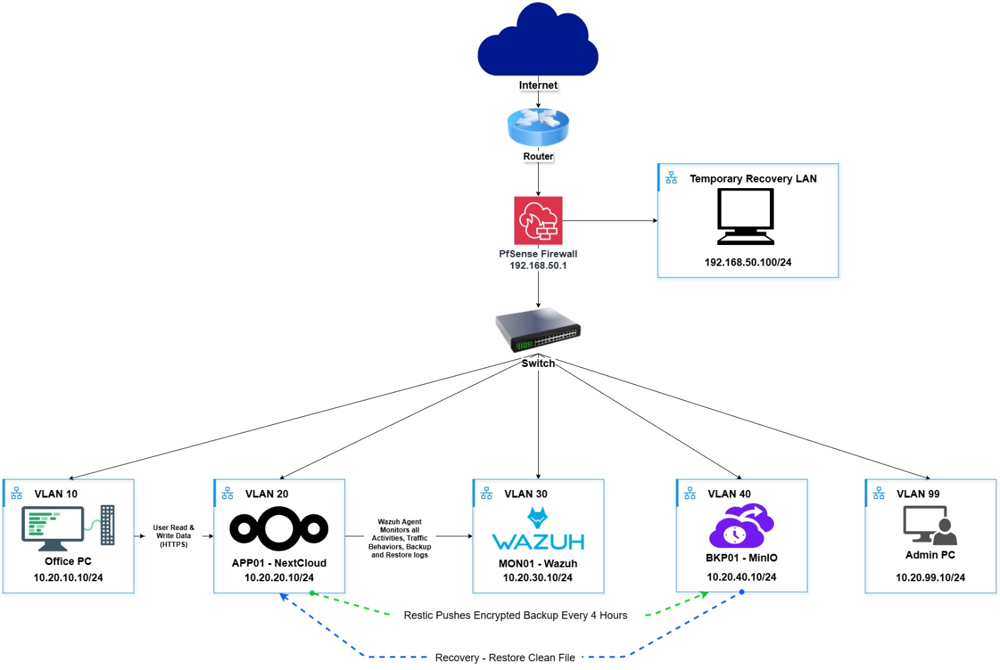 Internet
Router
Temporary Recovery LAN
192.168.50.100/24
PfSense Firewall
192.168.50.1
Switch
VLAN 10
Office PC
10.20.10.10/24
User Read &
Write Data
(HTTPS)
VLAN 20
APP01 - NextCloud
10.20.20.10/24
Wazuh Agent
Monitors all
Activities, Traffic
Behaviors, Backup
and Restore logs
VLAN 30
WAZUH
MON01 - Wazuh
10.20.30.10/24
VLAN 40
BKP01 - MinIO
10.20.40.10/24
VLAN 99
Admin PC
10.20.99.10/24
Restic Pushes Encrypted Backup Every 4 Hours
Recovery - Restore Clean File